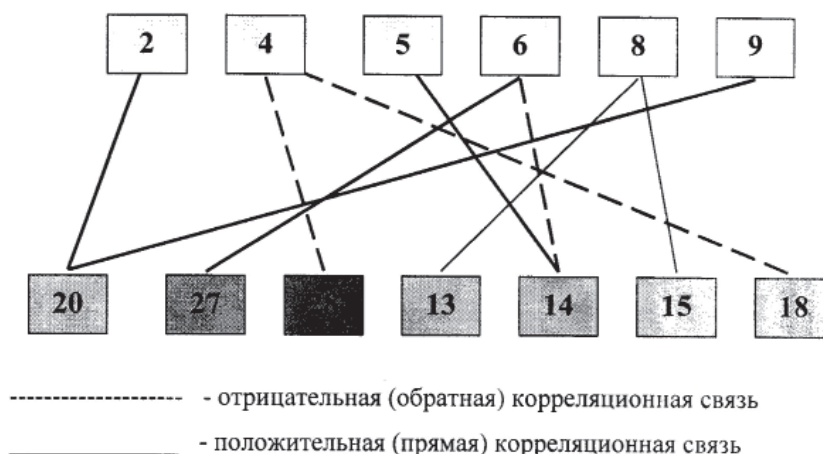 2 4 5 6 8 9
20 27 13 14 15 18
- отрицательная (обратная) корреляционная связь
- положительная (прямая) корреляционная связь